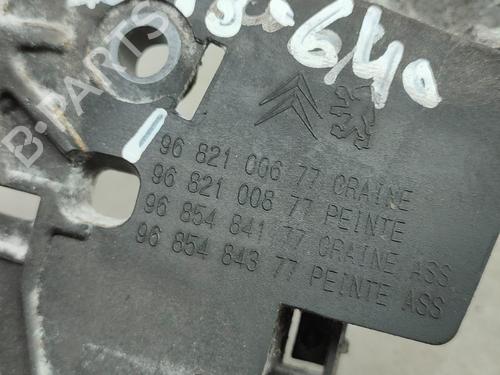 640
B-PARTS
96 821 006 77 GRAINE
96 821 008 77 PEINTE
96 854 841 77 GRAINE ASS
96 854 843 77 PEINTE ASS